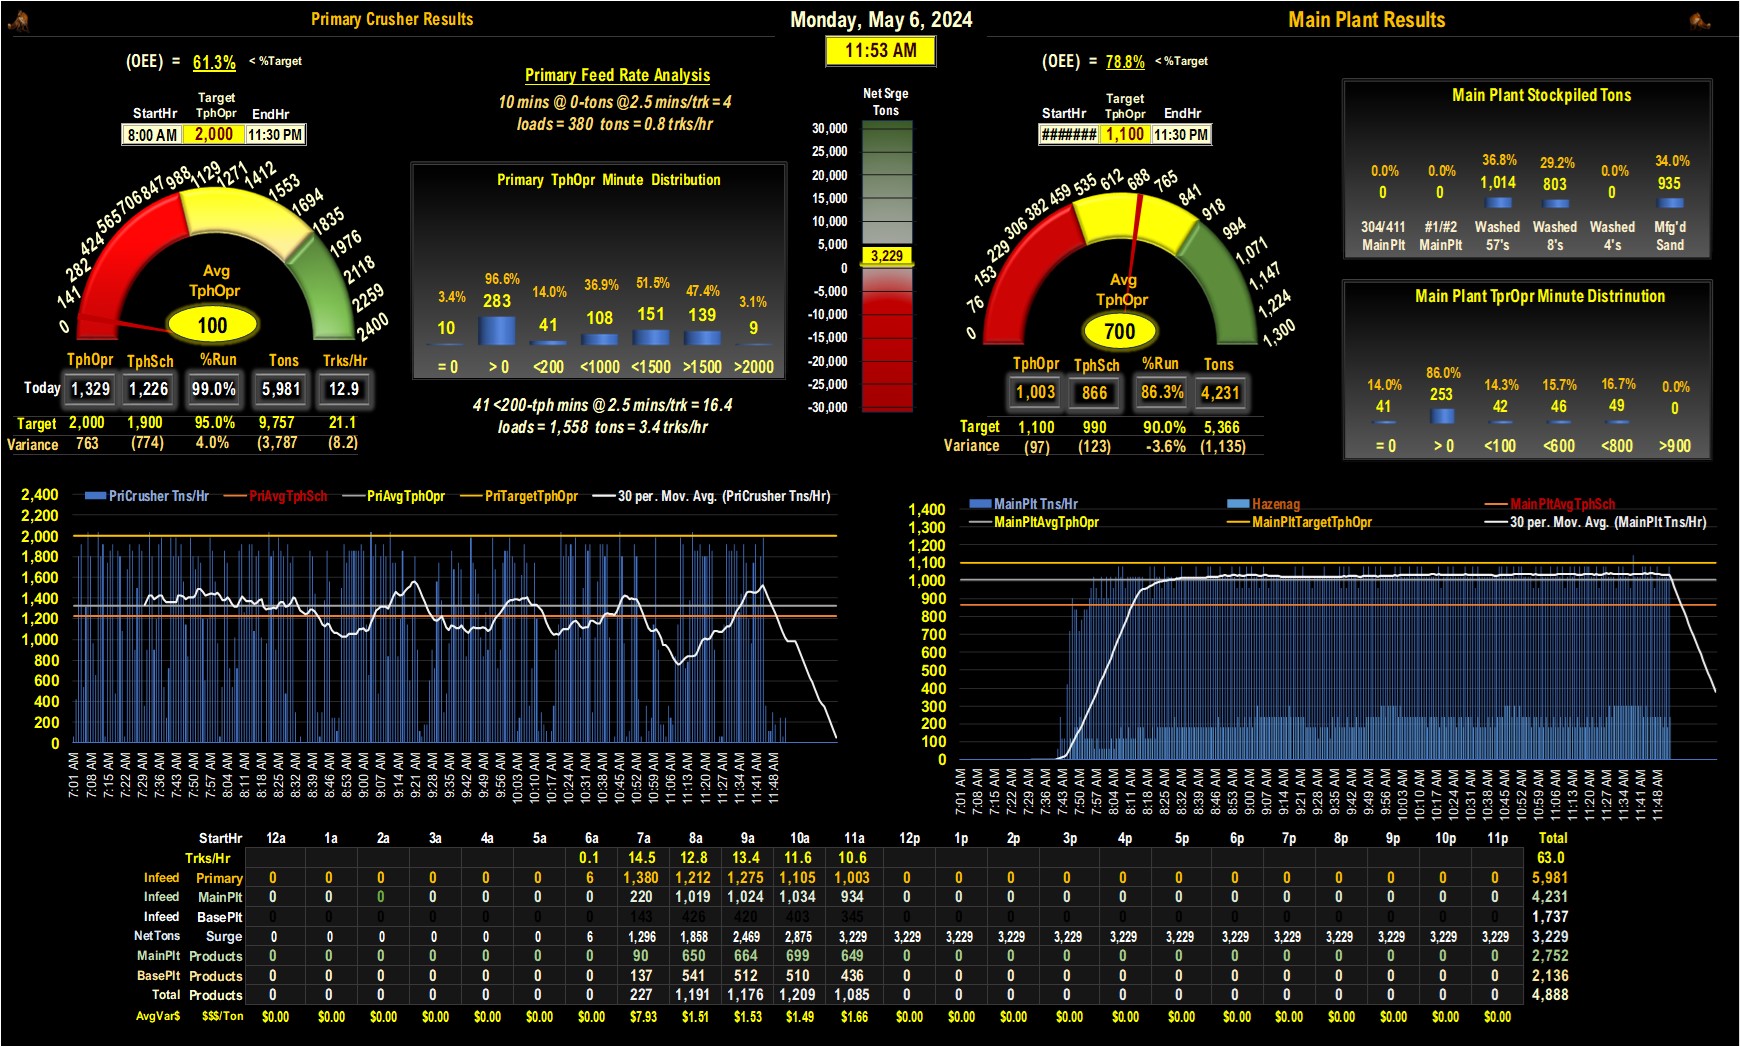 Primary Crusher Results
Monday, May 6, 2024
Main Plant Results
11:53 AM
(OEE) = 61.3% < %Target
StartHr Target TphOpr EndHr
8:00 AM 2,000 11:30 PM
0 141 282 424 565 706 847 988 1129 1271 1412 1553 1694 1835 1976 2118 2259 2400
Avg
TphOpr
100
TphOpr TphSch %Run Tons Trks/Hr
Today 1,329 1,226 99.0% 5,981 12.9
Target 2,000 1,900 95.0% 9,757 21.1
Variance 763 (774) 4.0% (3,787 (8.2)
Primary Feed Rate Analysis
10 mins @ 0-tons @2.5 mins/trk = 4
loads = 380 tons = 0.8 trks/hr
Primary TphOpr Minute Distribution
3.4% 96.6% 14.0% 36.9% 51.5% 47.4% 3.1%
10 283 41 108 151 139 9
= 0 > 0 <200 <1000 <1500 >1500 >2000
41 <200-tph mins @ 2.5 mins/trk = 16.4
loads = 1,558 tons = 3.4 trks/hr
Net Srge
Tons
30,000
25,000
20,000
15,000
10,000
5,000
3,229
0
-5,000
-10,000
-15,000
-20,000
-25,000
-30,000
(OEE) = 78.8% < %Target
StartHr Target TphOpr EndHr
####### 1,100 11:30 PM
0 76 153 229 306 382 459 535 612 688 765 841 918 994 1,071 1,147 1,224 1,300
Avg
TphOpr
700
TphOpr TphSch %Run Tons
1,003 866 86.3% 4,231
Target 1,100 990 90.0% 5,366
Variance (97) (123) -3.6% (1,135)
Main Plant Stockpiled Tons
0.0% 0.0% 36.8% 29.2% 0.0% 34.0%
0 0 1,014 803 0 935
304/411 #1/#2 Washed Washed Washed Mfg'd
MainPlt MainPlt 57's 8's 4's Sand
Main Plant TprOpr Minute Distrinution
14.0% 86.0% 14.3% 15.7% 16.7% 0.0%
41 253 42 46 49 0
= 0 > 0 <100 <600 <800 >900
PriCrusher Tns/Hr PriAvgTphSch PriAvgTphOpr PriTargetTphOpr 30 per. Mov. Avg. (PriCrusher Tns/Hr)
2,400
2,200
2,000
1,800
1,600
1,400
1,200
1,000
800
600
400
200
0
7:01 AM 7:08 AM 7:15 AM 7:22 AM 7:29 AM 7:36 AM 7:43 AM 7:50 AM 7:57 AM 8:04 AM 8:11 AM 8:18 AM 8:25 AM 8:32 AM 8:39 AM 8:46 AM 8:53 AM 9:00 AM 9:07 AM 9:14 AM 9:21 AM 9:28 AM 9:35 AM 9:42 AM 9:49 AM 9:56 AM 10:03 AM 10:10 AM 10:17 AM 10:24 AM 10:31 AM 10:38 AM 10:45 AM 10:52 AM 10:59 AM 11:06 AM 11:13 AM 11:20 AM 11:27 AM 11:34 AM 11:41 AM 11:48 AM
MainPlt Tns/Hr Hazenag MainPltAvgTphSch
MainPltAvgTphOpr MainPltTargetTphOpr 30 per. Mov. Avg. (MainPlt Tns/Hr)
1,400
1,300
1,200
1,100
1,000
900
800
700
600
500
400
300
200
100
0
7:01 AM 7:08 AM 7:15 AM 7:22 AM 7:29 AM 7:36 AM 7:43 AM 7:50 AM 7:57 AM 8:04 AM 8:11 AM 8:18 AM 8:25 AM 8:32 AM 8:39 AM 8:46 AM 8:53 AM 9:00 AM 9:07 AM 9:14 AM 9:21 AM 9:28 AM 9:35 AM 9:42 AM 9:49 AM 9:56 AM 10:03 AM 10:10 AM 10:17 AM 10:24 AM 10:31 AM 10:38 AM 10:45 AM 10:52 AM 10:59 AM 11:06 AM 11:13 AM 11:20 AM 11:27 AM 11:34 AM 11:41 AM 11:48 AM
StartHr 12a 1a 2a 3a 4a 5a 6a 7a 8a 9a 10a 11a 12p 1p 2p 3p 4p 5p 6p 7p 8p 9p 10p 11p Total
Trks/Hr 0.1 14.5 12.8 13.4 11.6 10.6 63.0
Infeed Primary 0 0 0 0 0 0 6 1,380 1,212 1,275 1,105 1,003 0 0 0 0 0 0 0 0 0 0 0 0 5,981
Infeed MainPlt 0 0 0 0 0 0 0 220 1,019 1,024 1,034 934 0 0 0 0 0 0 0 0 0 0 0 0 4,231
Infeed BasePlt 0 0 0 0 0 0 0 143 426 420 403 345 0 0 0 0 0 0 0 0 0 0 0 0 1,737
NetTons Surge 0 0 0 0 0 0 6 1,296 1,858 2,469 2,875 3,229 3,229 3,229 3,229 3,229 3,229 3,229 3,229 3,229 3,229 3,229 3,229 3,229 3,229
MainPlt Products 0 0 0 0 0 0 0 90 650 664 699 649 0 0 0 0 0 0 0 0 0 0 0 0 2,752
BasePlt Products 0 0 0 0 0 0 0 137 541 512 510 436 0 0 0 0 0 0 0 0 0 0 0 0 2,136
Total Products 0 0 0 0 0 0 0 227 1,191 1,176 1,209 1,085 0 0 0 0 0 0 0 0 0 0 0 0 4,888
AvgVar$ $$$/Ton $0.00 $0.00 $0.00 $0.00 $0.00 $0.00 $0.00 $7.93 $1.51 $1.53 $1.49 $1.66 $0.00 $0.00 $0.00 $0.00 $0.00 $0.00 $0.00 $0.00 $0.00 $0.00 $0.00 $0.00